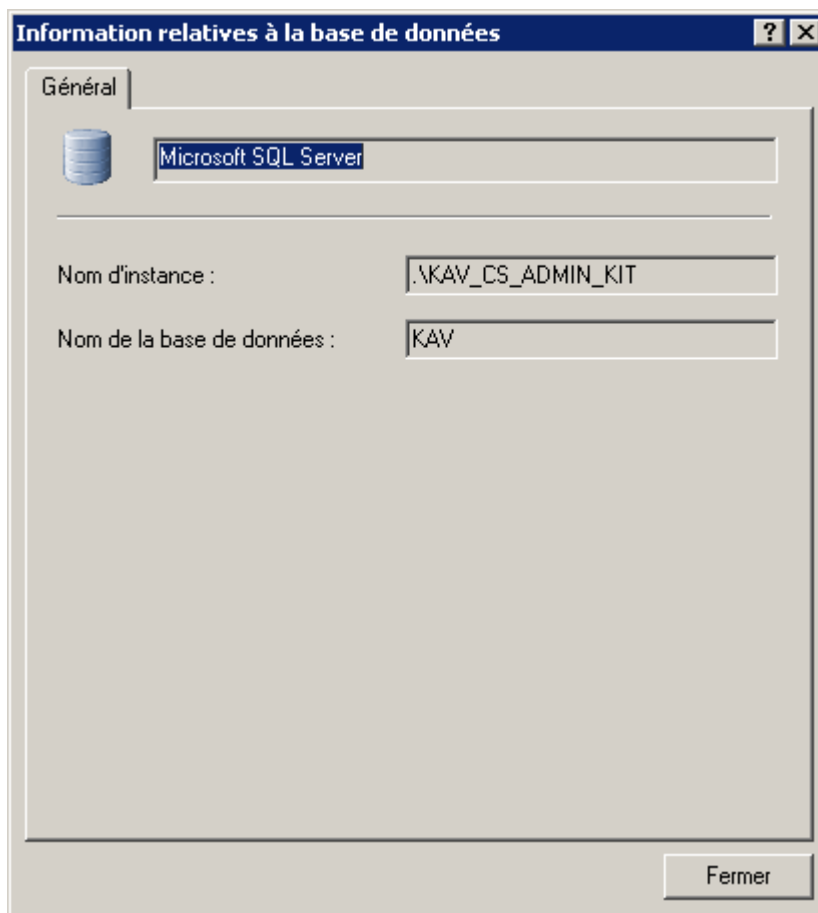 Information relatives à la base de données
Général
Microsoft SQL Server
Nom d'instance : .\KAV_CS_ADMIN_KIT
Nom de la base de données : KAV
Fermer